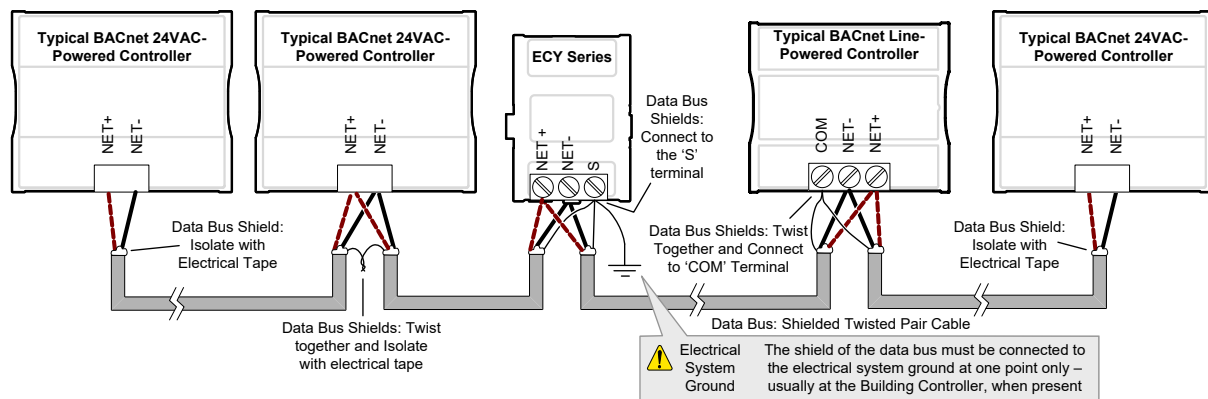 Typical BACnet 24VAC-
Powered Controller
NET+
NET-
Typical BACnet 24VAC-
Powered Controller
NET+
NET-
ECY Series
NET+
NET-
S
Data Bus
Shields:
Connect to
the ‘S’
terminal
Typical BACnet Line-
Powered Controller
COM
NET-
NET+
Typical BACnet 24VAC-
Powered Controller
NET+
NET-
Data Bus Shield:
Isolate with
Electrical Tape
Data Bus Shields: Twist
together and Isolate
with electrical tape
Data Bus Shields: Twist
Together and Connect
to ‘COM’ Terminal
Data Bus Shield:
Isolate with
Electrical Tape
Data Bus: Shielded Twisted Pair Cable
Electrical
System
Ground
The shield of the data bus must be connected to
the electrical system ground at one point only –
usually at the Building Controller, when present